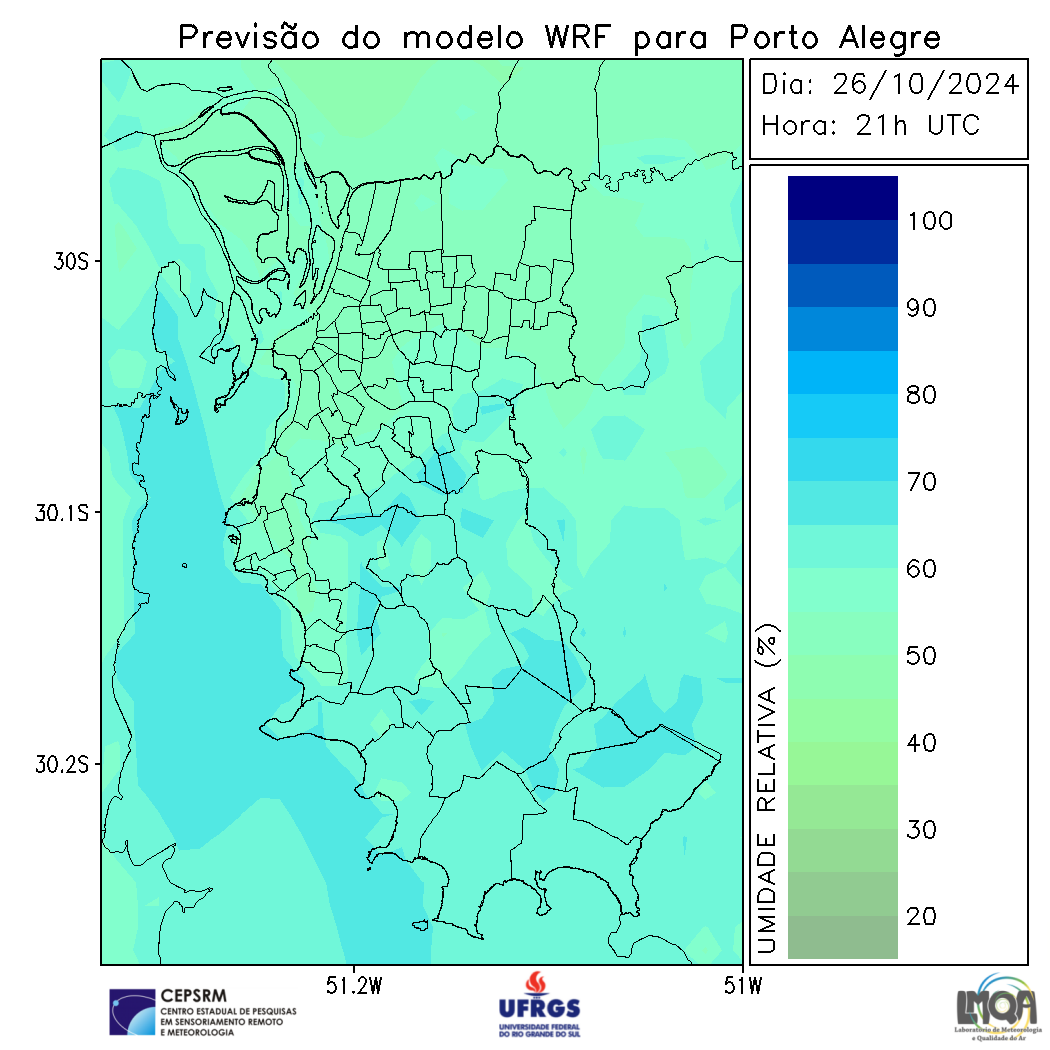 Previsão do modelo WRF para Porto Alegre
Dia: 26/10/2024
Hora: 21h UTC
30S
30.1S
30.2S
51.2W
51W
UMIDADE RELATIVA (%)
100
90
80
70
60
50
40
30
20
CEPSRM
CENTRO ESTADUAL DE PESQUISAS
EM SENSORIAMENTO REMOTO
E METEOROLOGIA
UFRGS
UNIVERSIDADE FEDERAL
DO RIO GRANDE DO SUL
LMQA
Laboratório de Meteorologia
e Qualidade do Ar